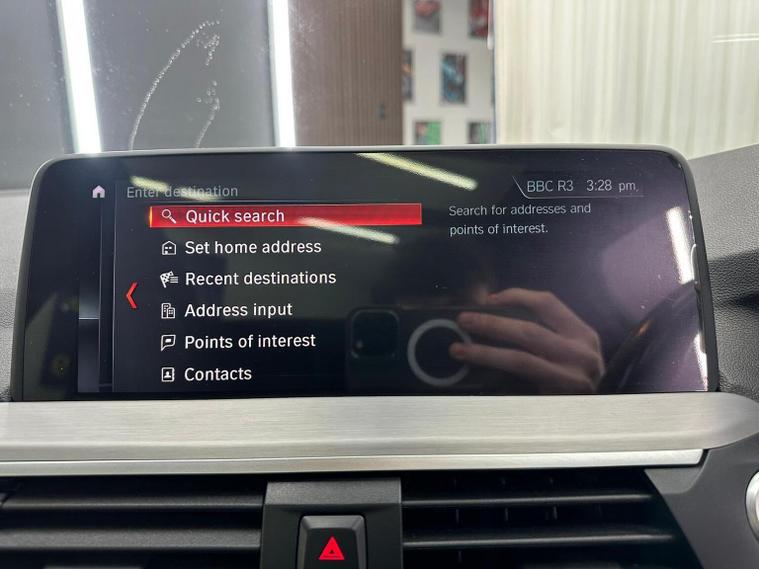 Enter destination
BBC R3 3:28 pm
Quick search
Search for addresses and
points of interest.
Set home address
Recent destinations
Address input
Points of interest
Contacts